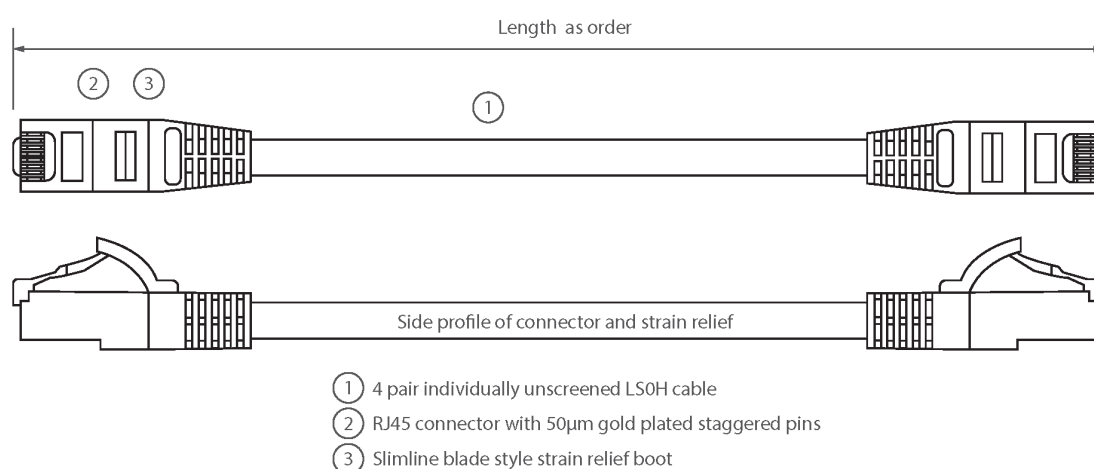 Length as order
2 3
1
Side profile of connector and strain relief
1 4 pair individually unscreened LS0H cable
2 RJ45 connector with 50µm gold plated staggered pins
3 Slimline blade style strain relief boot